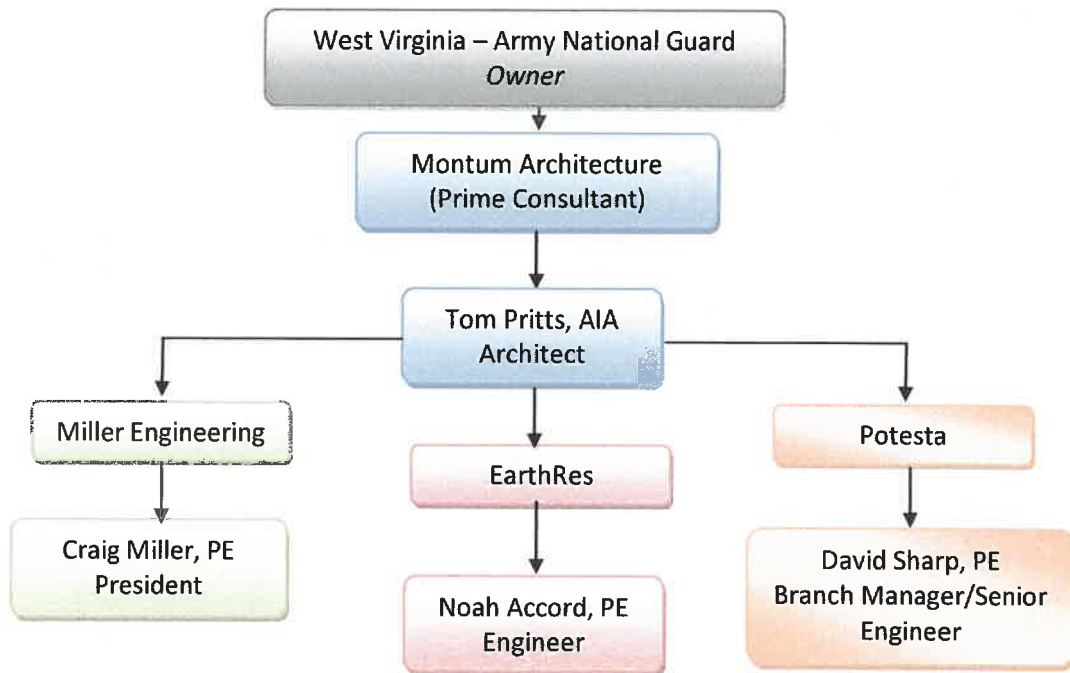 West Virginia – Army National Guard
Owner
Montum Architecture
(Prime Consultant)
Tom Pritts, AIA
Architect
Miller Engineering
EarthRes
Potesta
Craig Miller, PE
President
Noah Accord, PE
Engineer
David Sharp, PE
Branch Manager/Senior
Engineer